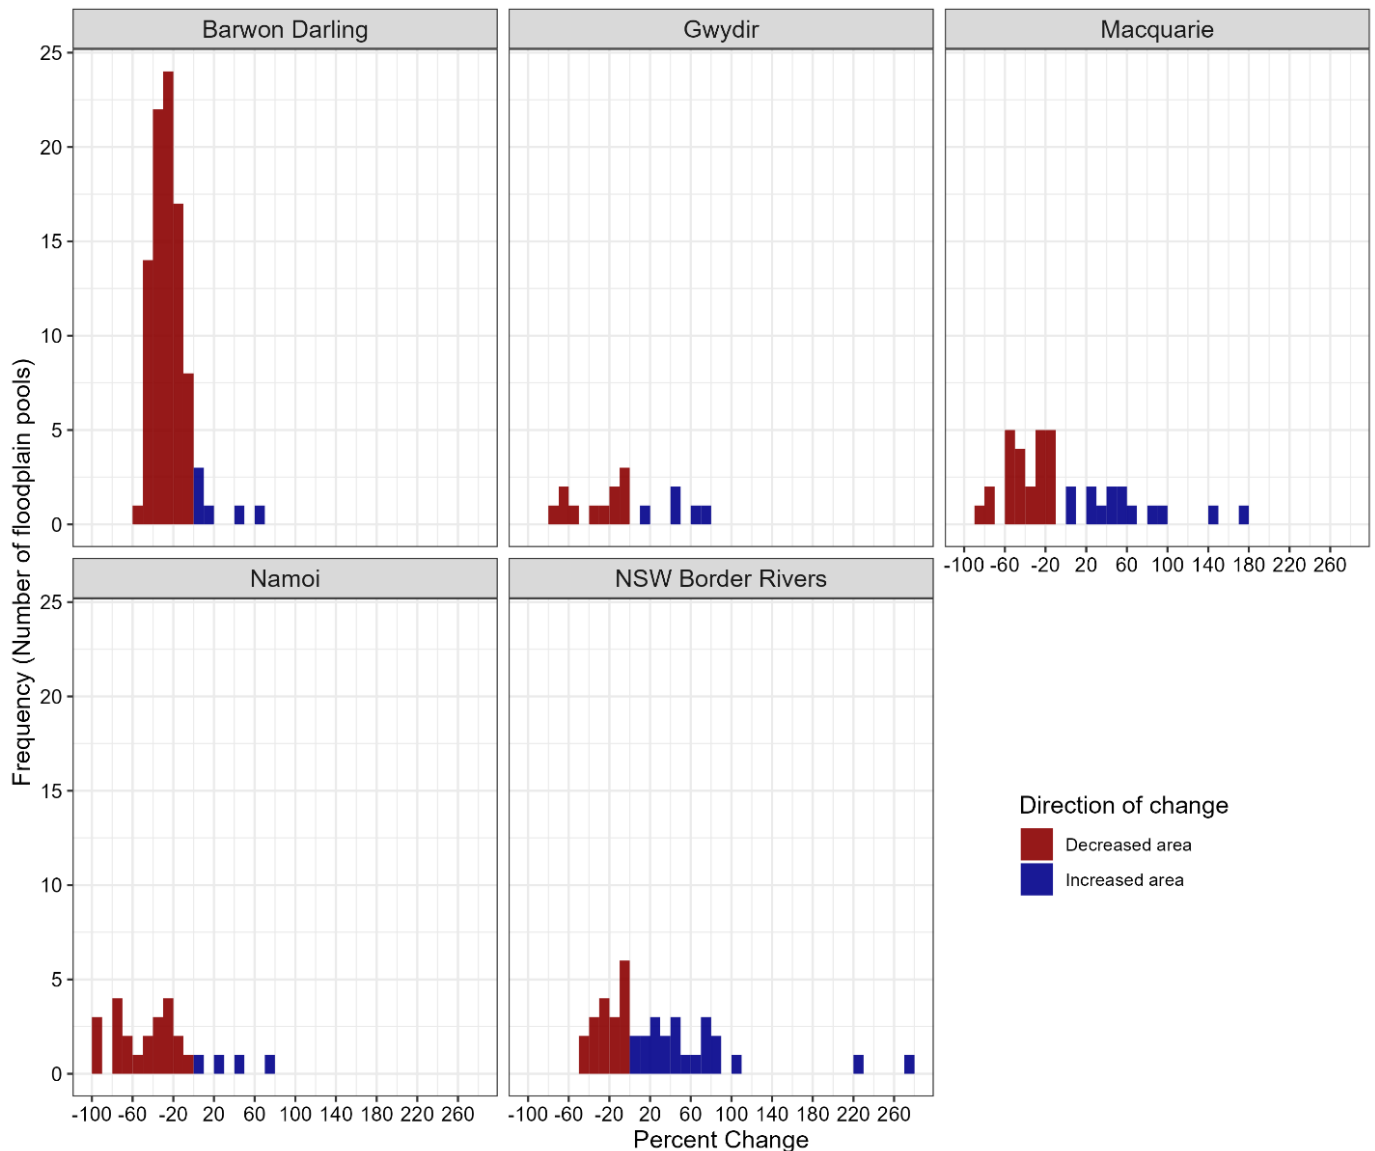 Barwon Darling
Gwydir
Macquarie
25
20
15
10
5
0
-100 -60 -20 20 60 100 140 180 220 260
Namoi
NSW Border Rivers
25
20
15
10
5
0
-100 -60 -20 20 60 100 140 180 220 260
-100 -60 -20 20 60 100 140 180 220 260
Frequency (Number of floodplain pools)
Percent Change
Direction of change
Decreased area
Increased area